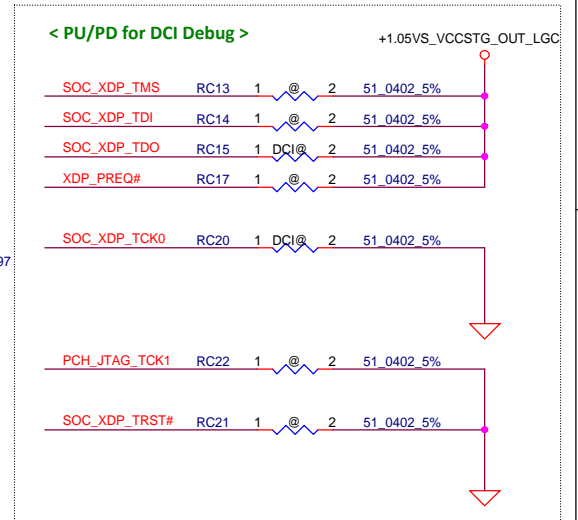 < PU/PD for DCI Debug >
+1.05VS_VCCSTG_OUT_LGC
SOC_XDP_TMS RC13 1 @ 2 51_0402_5%
SOC_XDP_TDI RC14 1 @ 2 51_0402_5%
SOC_XDP_TDO RC15 1 DCI@ 2 51_0402_5%
XDP_PREQ# RC17 1 @ 2 51_0402_5%
SOC_XDP_TCK0 RC20 1 DCI@ 2 51_0402_5%
97
PCH_JTAG_TCK1 RC22 1 @ 2 51_0402_5%
SOC_XDP_TRST# RC21 1 @ 2 51_0402_5%